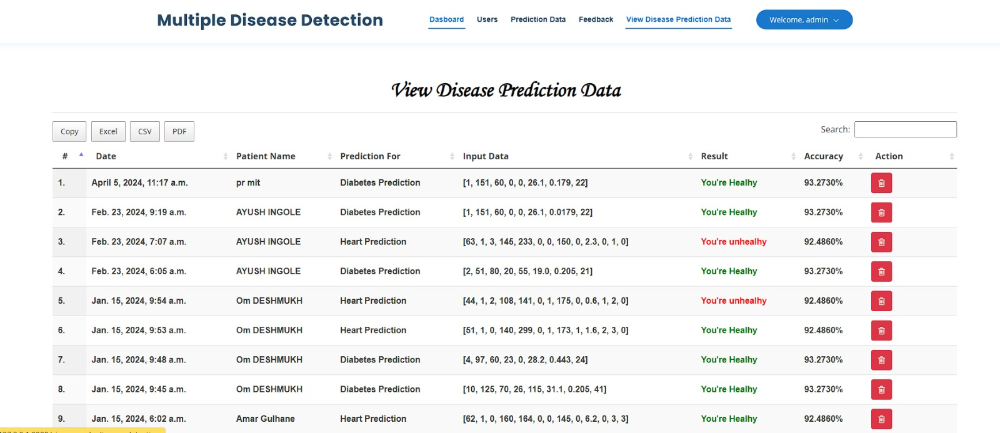 Multiple Disease Detection Dasboard Users Prediction Data Feedback View Disease Prediction Data Welcome, admin
View Disease Prediction Data
Copy Excel CSV PDF Search:
# Date Patient Name Prediction For Input Data Result Accuracy Action
1. April 5, 2024, 11:17 a.m. pr mit Diabetes Prediction [1, 151, 60, 0, 0, 26.1, 0.179, 22] You're Healhy 93.2730%
2. Feb. 23, 2024, 9:19 a.m. AYUSH INGOLE Diabetes Prediction [1, 151, 60, 0, 0, 26.1, 0.0179, 22] You're Healhy 93.2730%
3. Feb. 23, 2024, 7:07 a.m. AYUSH INGOLE Heart Prediction [63, 1, 3, 145, 233, 0, 0, 150, 0, 2.3, 0, 1, 0] You're unhealhy 92.4860%
4. Feb. 23, 2024, 6:05 a.m. AYUSH INGOLE Diabetes Prediction [2, 51, 80, 20, 55, 19.0, 0.205, 21] You're Healhy 93.2730%
5. Jan. 15, 2024, 9:54 a.m. Om DESHMUKH Heart Prediction [44, 1, 2, 108, 141, 0, 1, 175, 0, 0.6, 1, 2, 0] You're unhealhy 92.4860%
6. Jan. 15, 2024, 9:53 a.m. Om DESHMUKH Heart Prediction [51, 1, 0, 140, 299, 0, 1, 173, 1, 1.6, 2, 3, 0] You're Healhy 92.4860%
7. Jan. 15, 2024, 9:48 a.m. Om DESHMUKH Diabetes Prediction [4, 97, 60, 23, 0, 28.2, 0.443, 24] You're Healhy 93.2730%
8. Jan. 15, 2024, 9:45 a.m. Om DESHMUKH Diabetes Prediction [10, 125, 70, 26, 115, 31.1, 0.205, 41] You're Healhy 93.2730%
9. Jan. 15, 2024, 6:02 a.m. Amar Gulhane Heart Prediction [62, 1, 0, 160, 164, 0, 0, 145, 0, 6.2, 0, 3, 3] You're Healhy 92.4860%